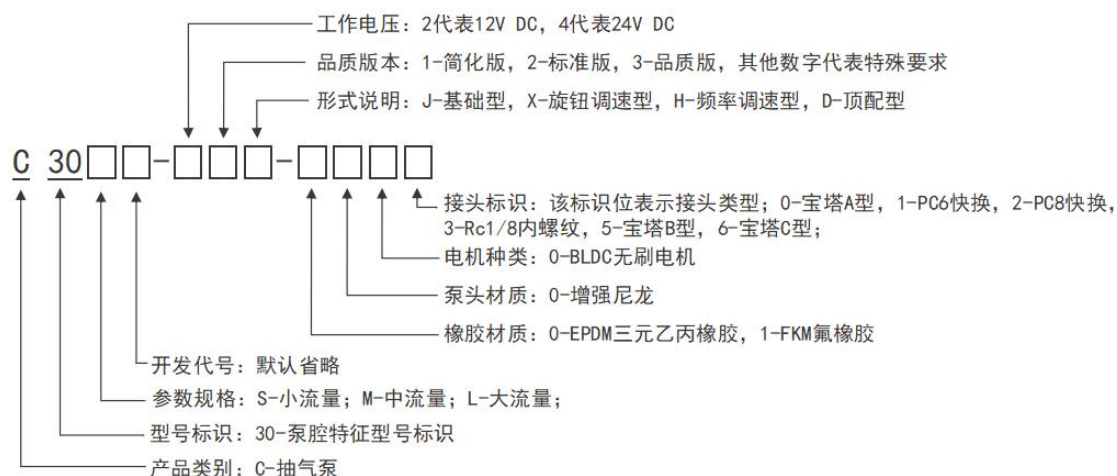 工作电压：2代表12V DC，4代表24V DC
品质版本：1-简化版，2-标准版，3-品质版，其他数字代表特殊要求
形式说明：J-基础型，X-旋钮调速型，H-频率调速型，D-顶配型
C 30□□-□□□-□□□□
接头标识：该标识位表示接头类型；0-宝塔A型，1-PC6快换，2-PC8快换，
3-Rc1/8内螺纹，5-宝塔B型，6-宝塔C型；
电机种类：0-BLDC无刷电机
泵头材质：0-增强尼龙
橡胶材质：0-EPDM三元乙丙橡胶，1-FKM氟橡胶
开发代号：默认省略
参数规格：S-小流量；M-中流量；L-大流量；
型号标识：30-泵腔特征型号标识
产品类别：C-抽气泵